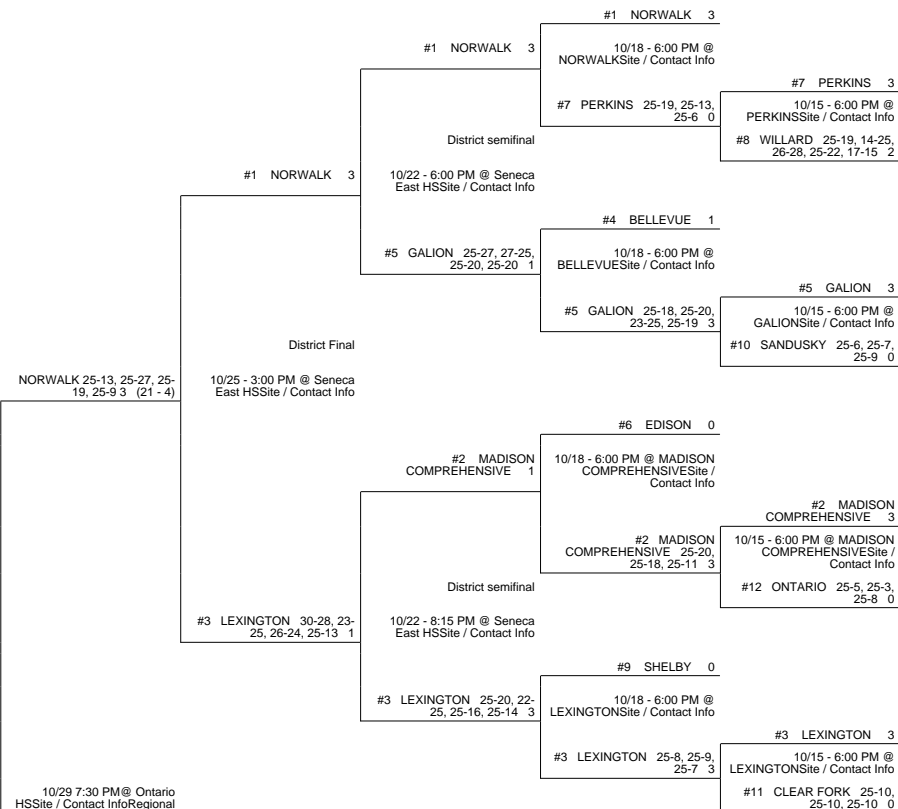 #1 NORWALK 3
#1 NORWALK 3
10/18 - 6:00 PM @
NORWALKSite / Contact Info
#7 PERKINS 3
#7 PERKINS 25-19, 25-13,
25-6 0
10/15 - 6:00 PM @
PERKINSSite / Contact Info
District semifinal
#8 WILLARD 25-19, 14-25,
26-28, 25-22, 17-15 2
#1 NORWALK 3
10/22 - 6:00 PM @ Seneca
East HSSite / Contact Info
#4 BELLEVUE 1
#5 GALION 25-27, 27-25,
25-20, 25-20 1
10/18 - 6:00 PM @
BELLEVUESite / Contact Info
#5 GALION 3
#5 GALION 25-18, 25-20,
23-25, 25-19 3
10/15 - 6:00 PM @
GALIONSite / Contact Info
District Final
#10 SANDUSKY 25-6, 25-7,
25-9 0
NORWALK 25-13, 25-27, 25-
19, 25-9 3 (21 - 4)
10/25 - 3:00 PM @ Seneca
East HSSite / Contact Info
#6 EDISON 0
#2 MADISON
COMPREHENSIVE 1
10/18 - 6:00 PM @ MADISON
COMPREHENSIVESite /
Contact Info
#2 MADISON
COMPREHENSIVE 3
#2 MADISON
COMPREHENSIVE 25-20,
25-18, 25-11 3
10/15 - 6:00 PM @ MADISON
COMPREHENSIVESite /
Contact Info
District semifinal
#12 ONTARIO 25-5, 25-3,
25-8 0
#3 LEXINGTON 30-28, 23-
25, 26-24, 25-13 1
10/22 - 8:15 PM @ Seneca
East HSSite / Contact Info
#9 SHELBY 0
#3 LEXINGTON 25-20, 22-
25, 25-16, 25-14 3
10/18 - 6:00 PM @
LEXINGTONSite / Contact Info
#3 LEXINGTON 3
#3 LEXINGTON 25-8, 25-9,
25-7 3
10/15 - 6:00 PM @
LEXINGTONSite / Contact Info
10/29 7:30 PM@ Ontario
HSSite / Contact InfoRegional
#11 CLEAR FORK 25-10,
25-10, 25-10 0